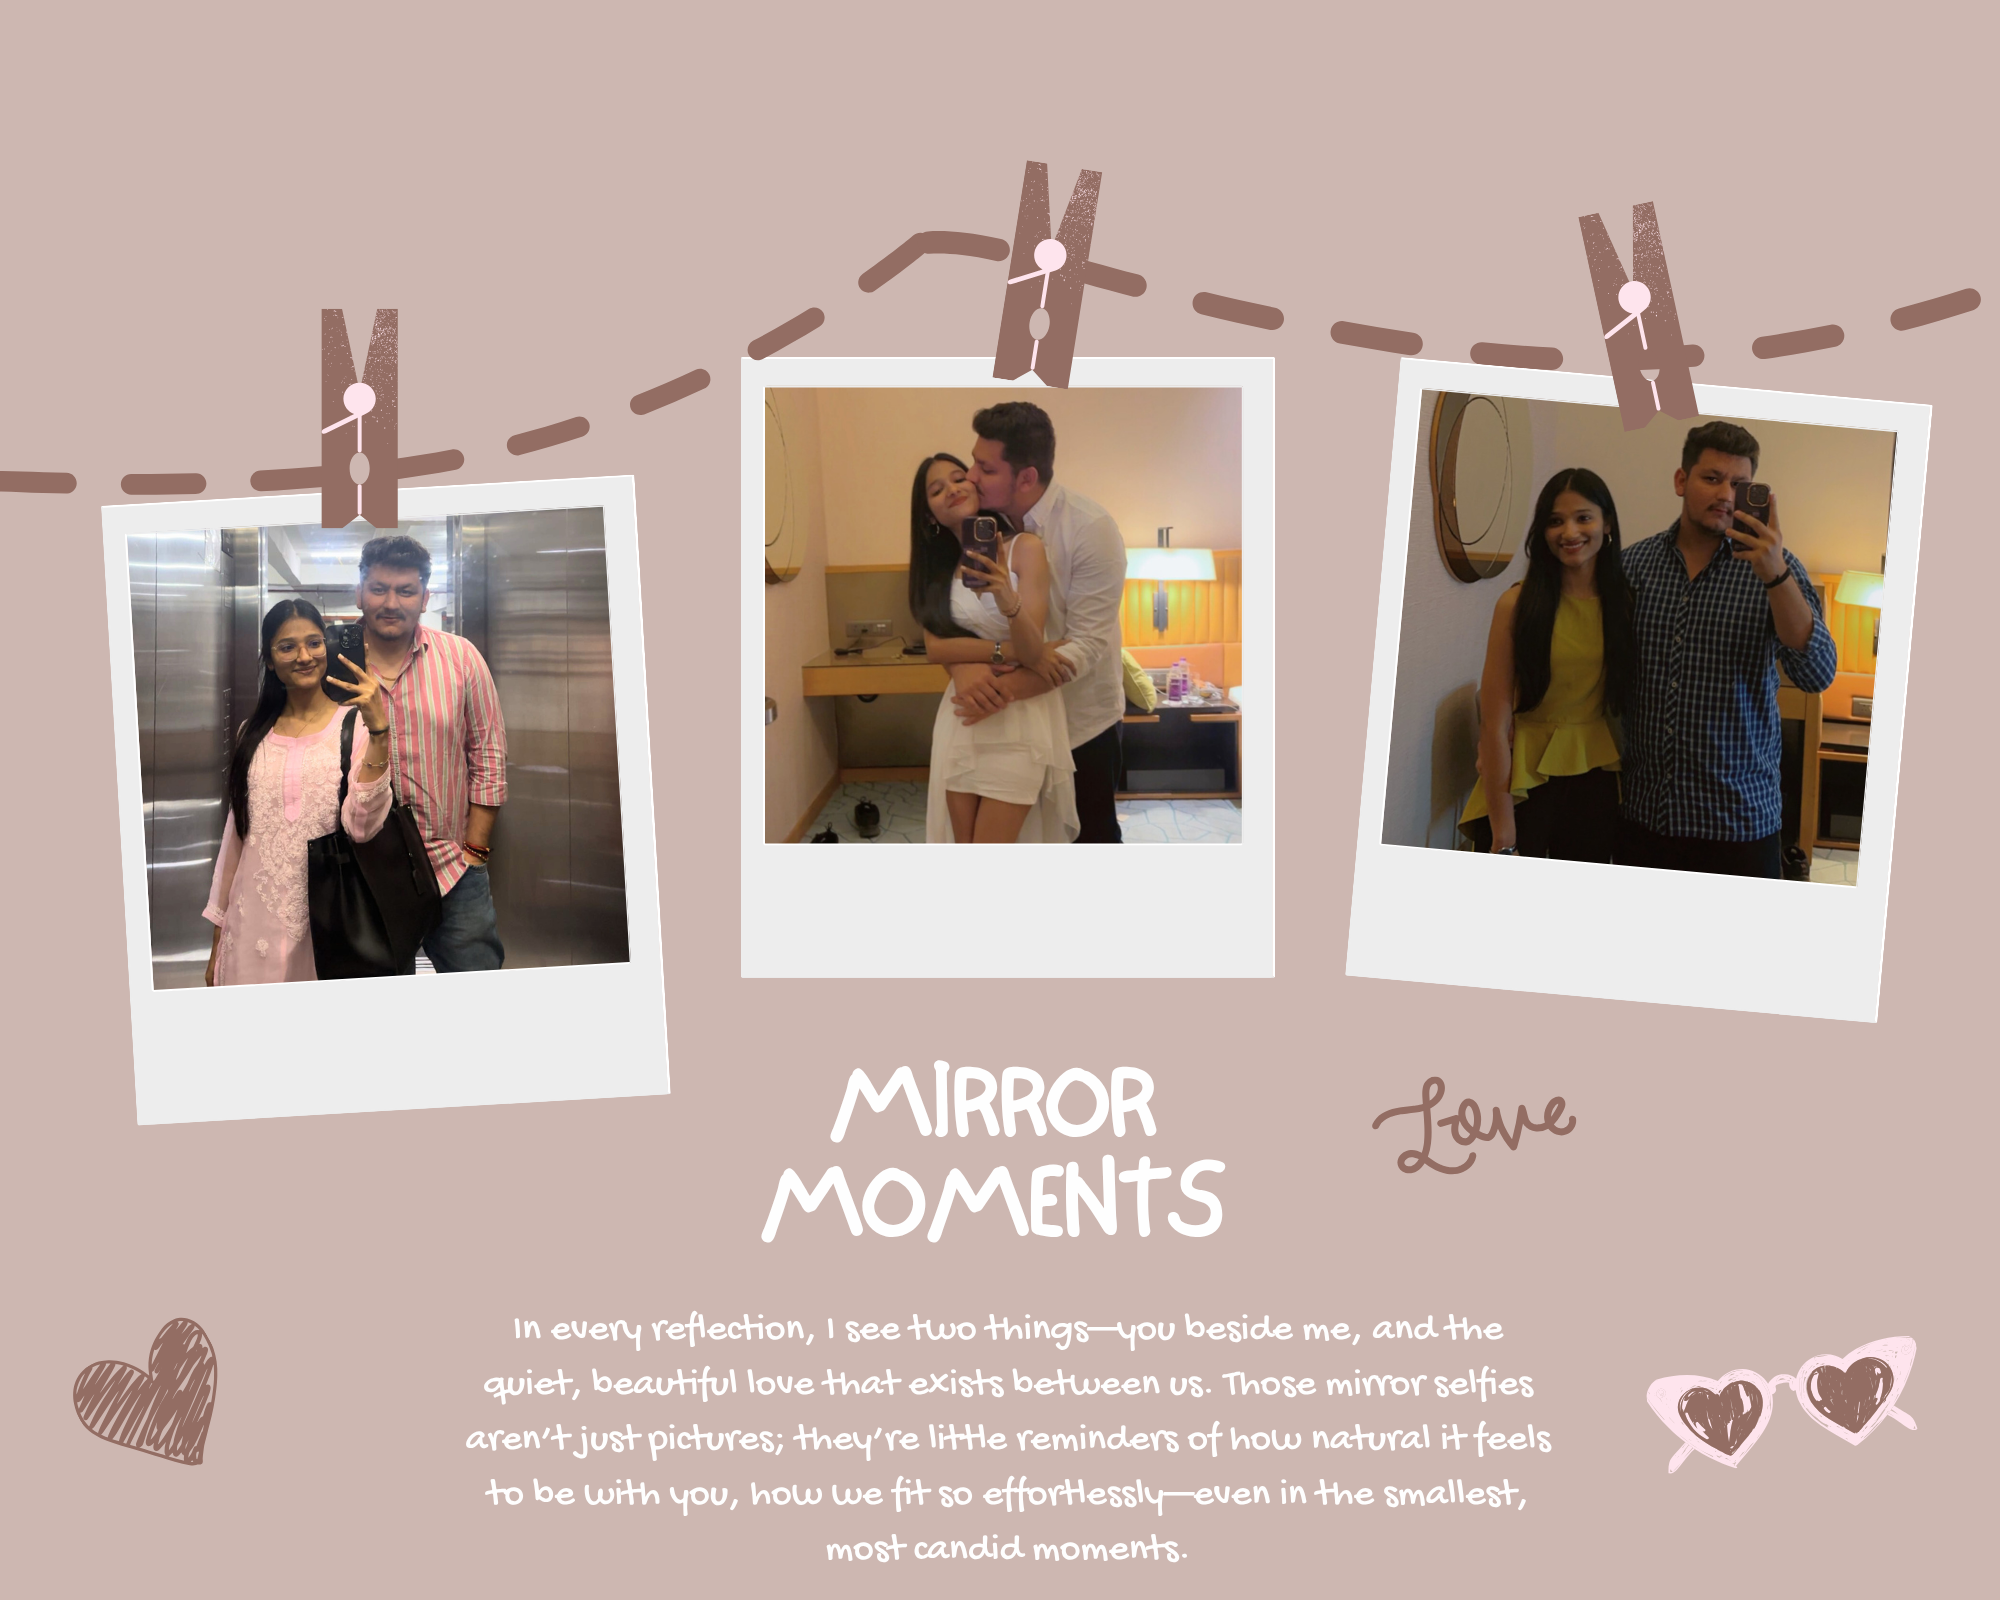 MIRROR
MOMENTS
Love
In every reflection, I see two things—you beside me, and the
quiet, beautiful love that exists between us. Those mirror selfies
aren't just pictures; they're little reminders of how natural it feels
to be with you, how we fit so effortlessly—even in the smallest,
most candid moments.